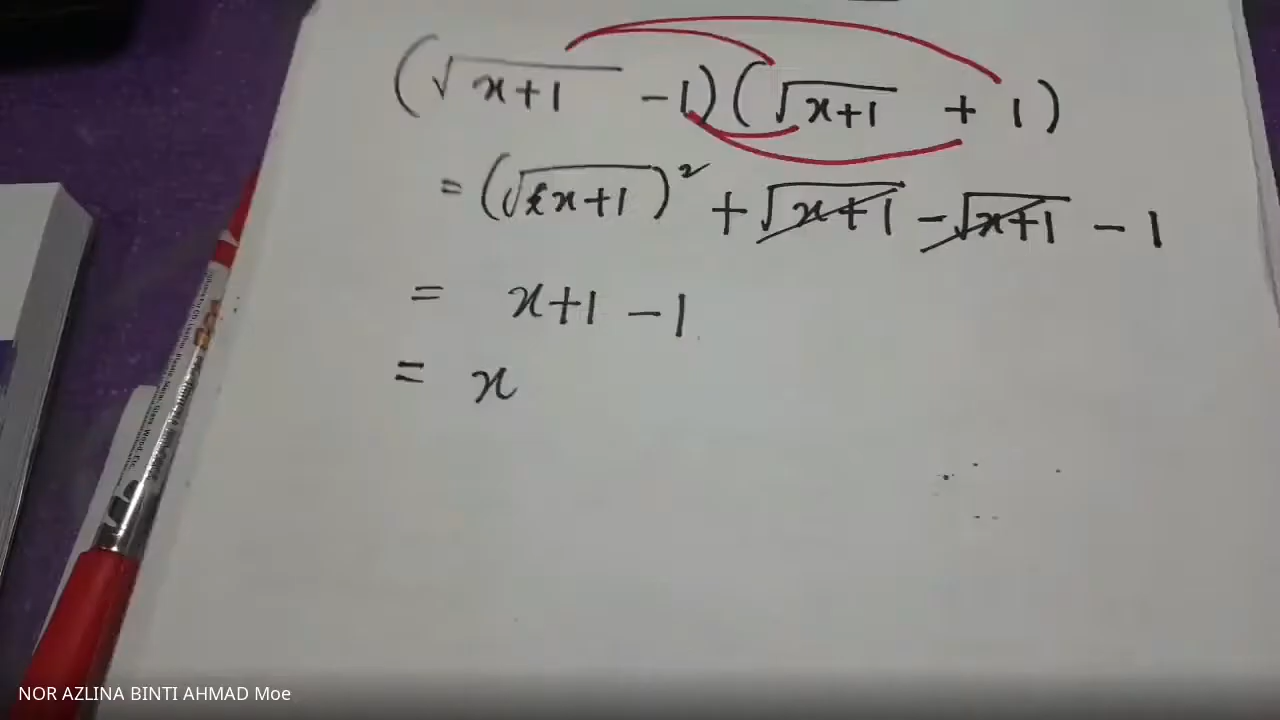 (√x+1 - 1)(√x+1 + 1)
= (√x+1)² + √x+1 - √x+1 - 1
= x+1 - 1
= x
NOR AZLINA BINTI AHMAD Moe